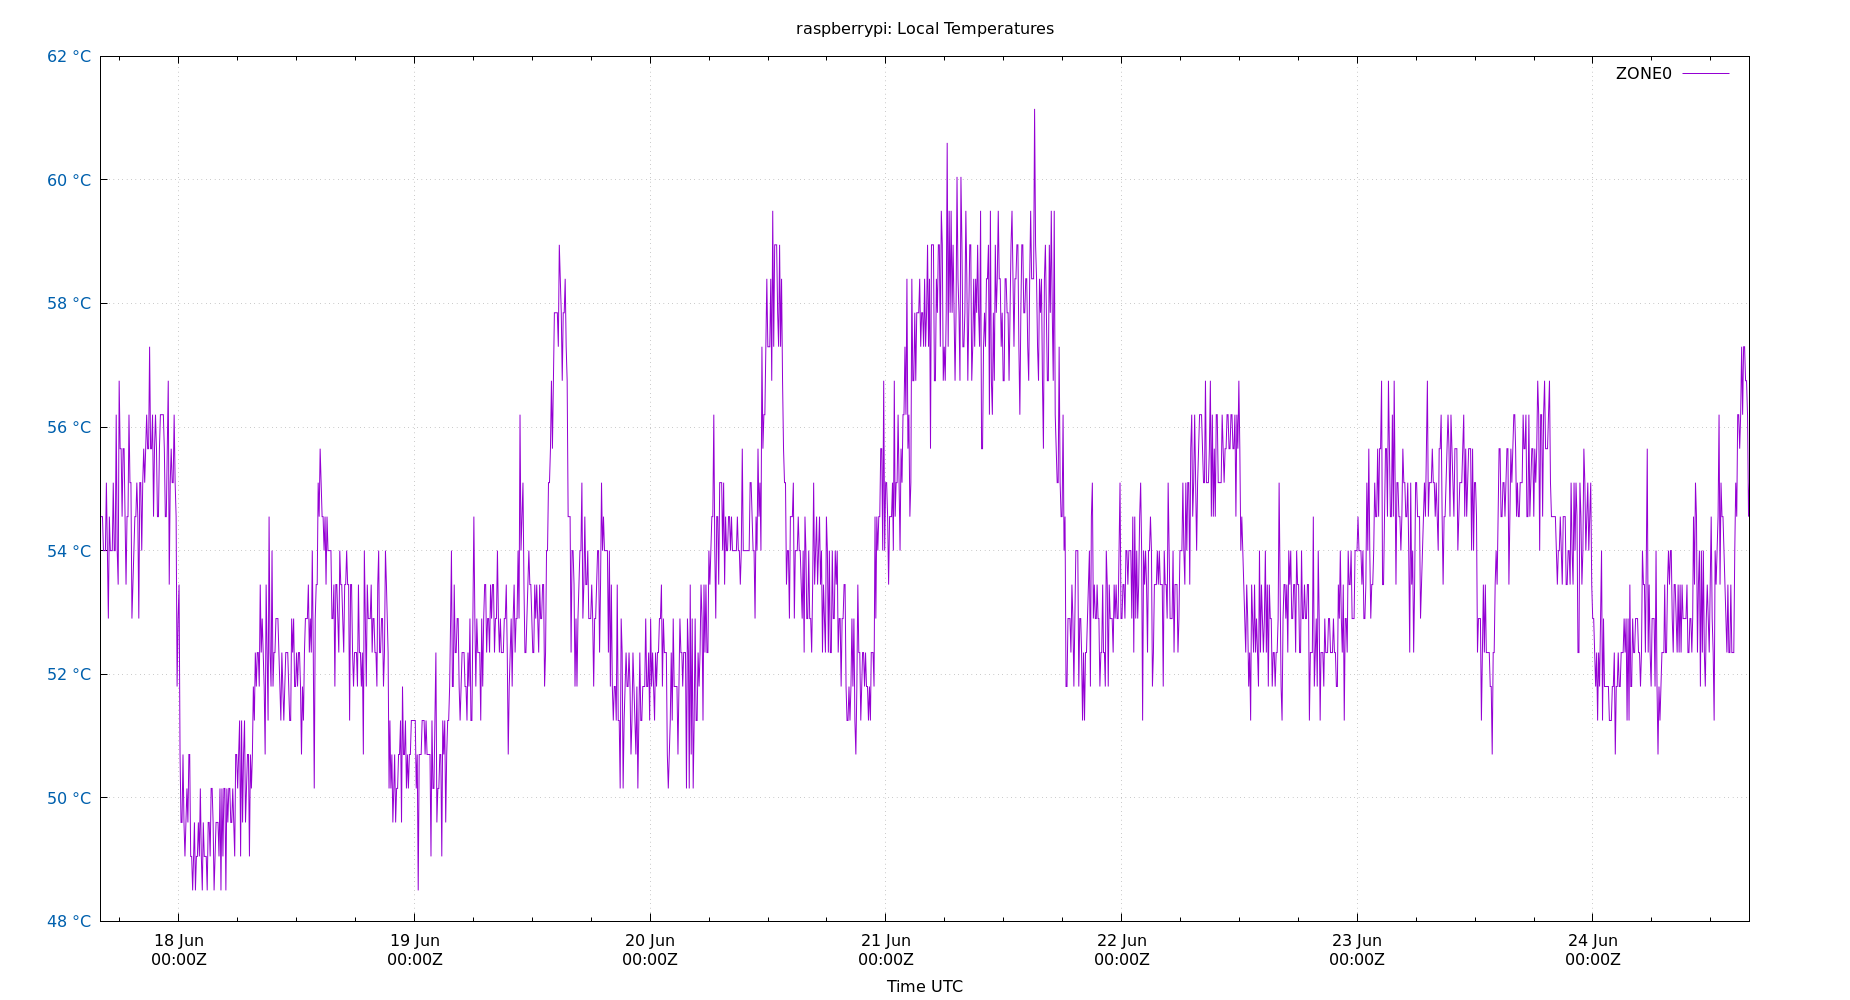 raspberrypi: Local Temperatures
62 °C
ZONE0
60 °C
58 °C
56 °C
54 °C
52 °C
50 °C
48 °C
18 Jun 19 Jun 20 Jun 21 Jun 22 Jun 23 Jun 24 Jun
00:00Z 00:00Z 00:00Z 00:00Z 00:00Z 00:00Z 00:00Z
Time UTC